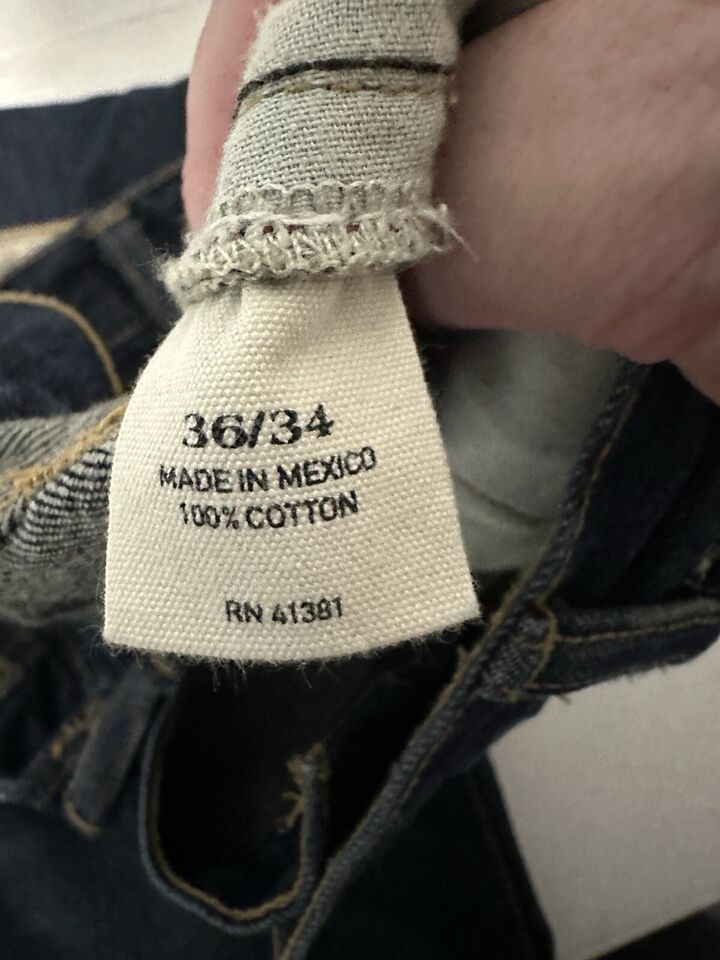 36/34
MADE IN MEXICO
100% COTTON
RN 41381